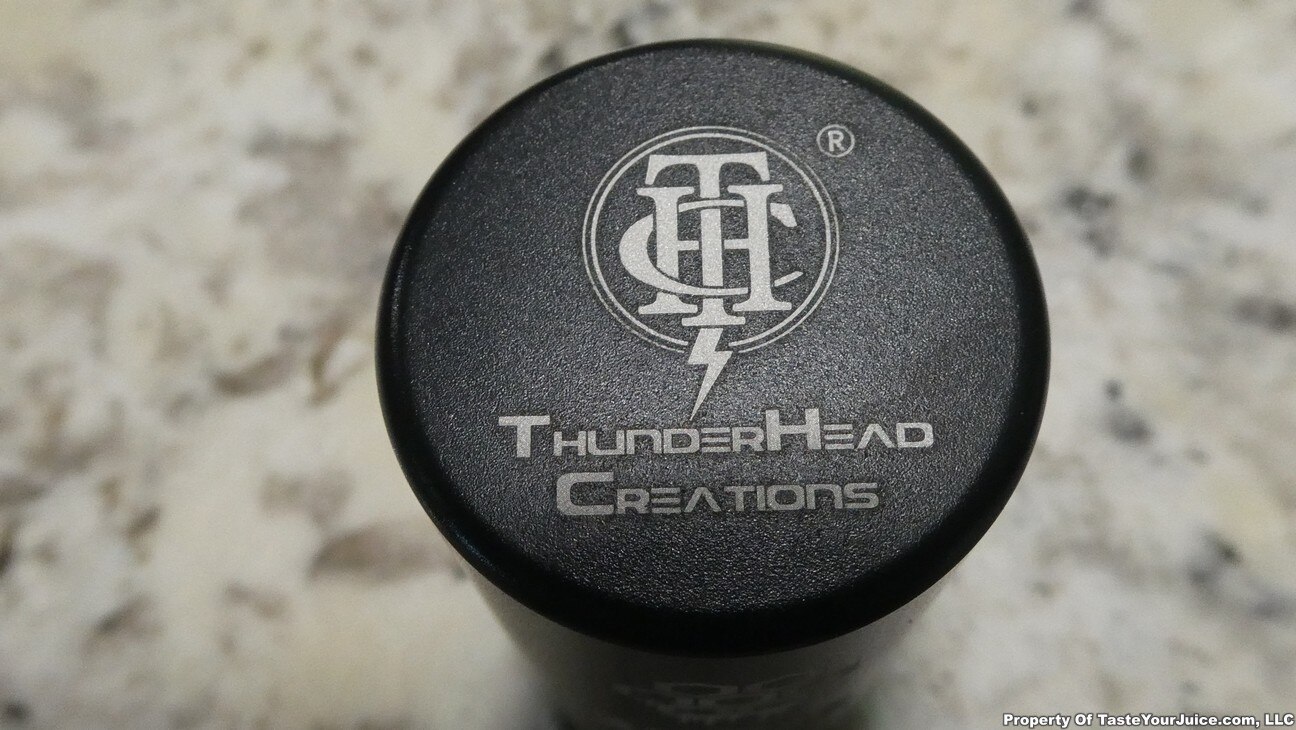 ®
THC
ThunderHead
Creations
Property Of TasteYourJuice.com, LLC